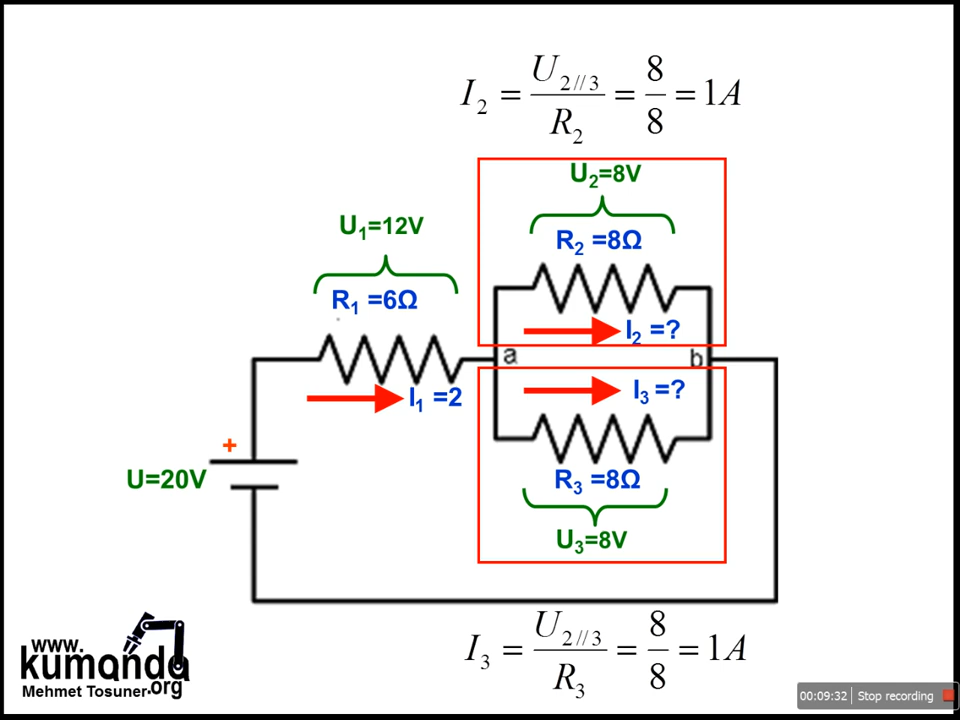 I₂ = U₂//₃ / R₂ = 8 / 8 = 1A
U₂=8V
R₂ =8Ω
U₁=12V
R₁ =6Ω
I₂ =?
a
b
I₁ =2
I₃ =?
+
U=20V
R₃ =8Ω
U₃=8V
I₃ = U₂//₃ / R₃ = 8 / 8 = 1A
www.
kumanda
Mehmet Tosuner.org
00:09:32 Stop recording